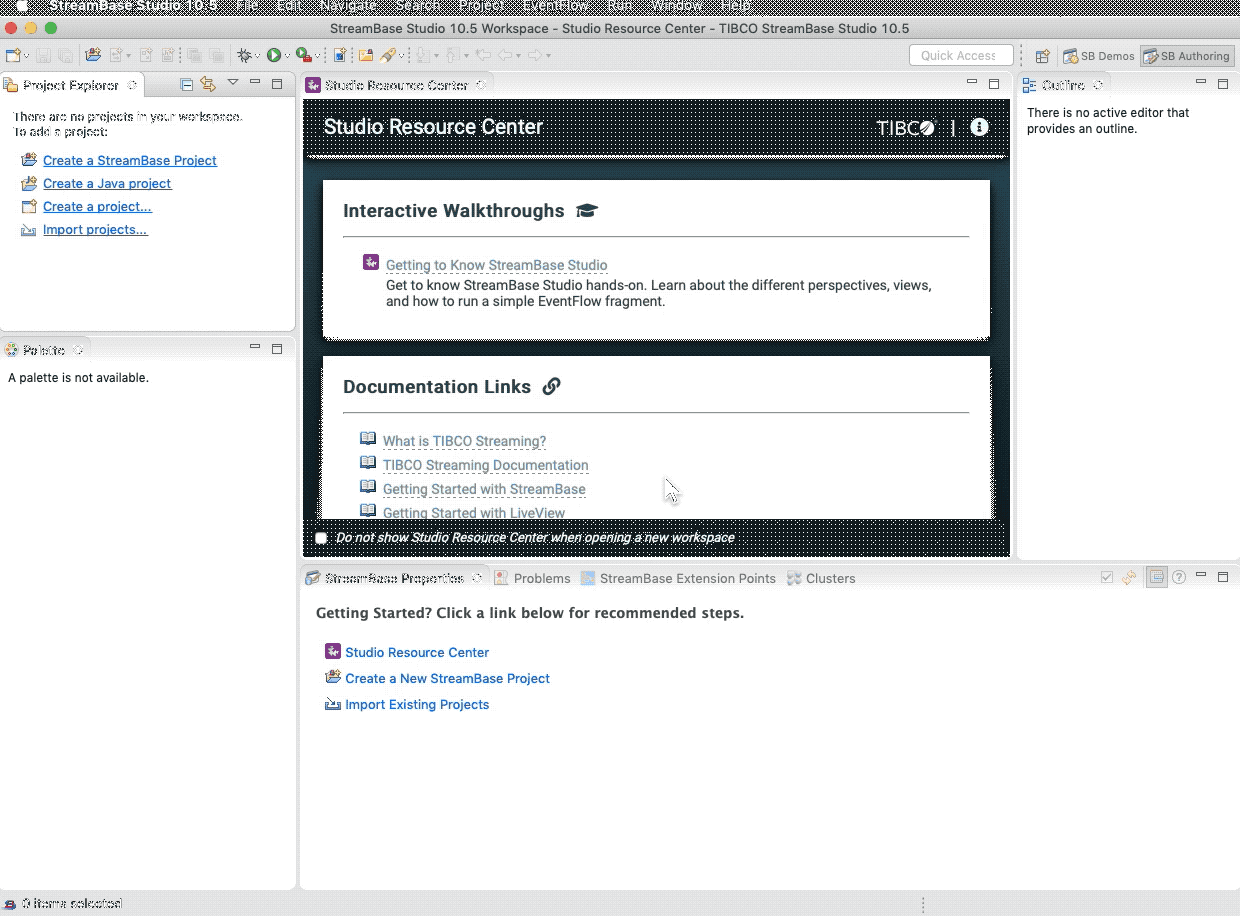 StreamBase Studio 10.5 File Edit Navigate Search Project EventFlow Run Window Help
StreamBase Studio 10.5 Workspace - Studio Resource Center - TIBCO StreamBase Studio 10.5
Quick Access
SB Demos
SB Authoring
Project Explorer
There are no projects in your workspace.
To add a project:
Create a StreamBase Project
Create a Java project
Create a project...
Import projects...
Palette
A palette is not available.
Studio Resource Center
Studio Resource Center
TIBCO |
Interactive Walkthroughs
Getting to Know StreamBase Studio
Get to know StreamBase Studio hands-on. Learn about the different perspectives, views,
and how to run a simple EventFlow fragment.
Documentation Links
What is TIBCO Streaming?
TIBCO Streaming Documentation
Getting Started with StreamBase
Getting Started with LiveView
Do not show Studio Resource Center when opening a new workspace
Outline
There is no active editor that
provides an outline.
StreamBase Properties
Problems
StreamBase Extension Points
Clusters
Getting Started? Click a link below for recommended steps.
Studio Resource Center
Create a New StreamBase Project
Import Existing Projects
0 items selected